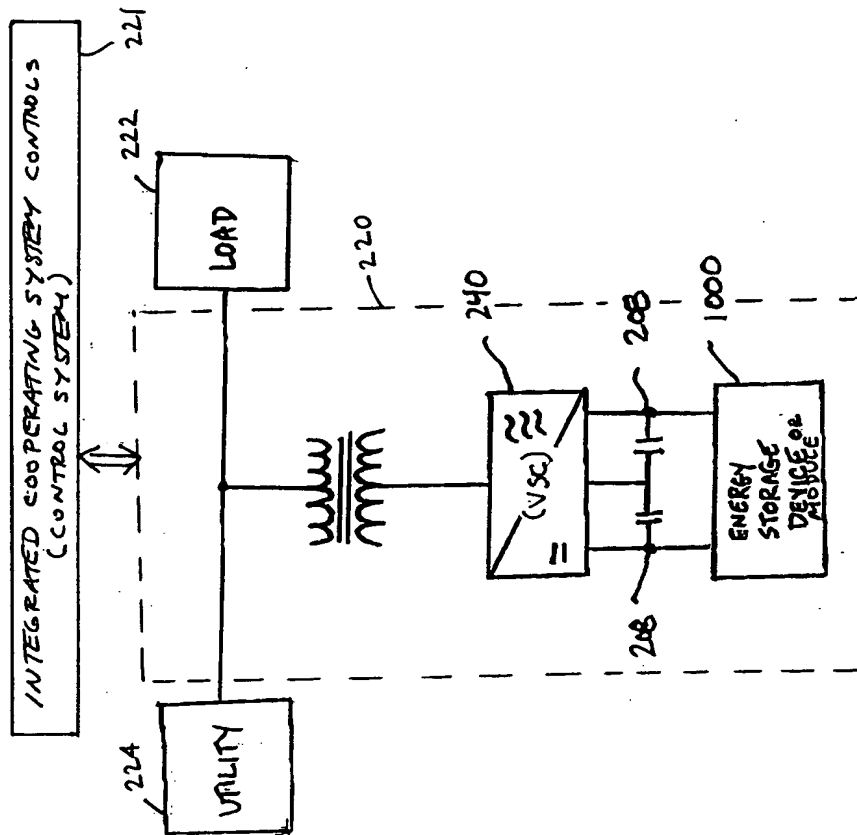 INTEGRATED COOPERATING SYSTEM CONTROLS
(CONTROL SYSTEM)
221
224
UTILITY
222
LOAD
220
240
(VSC)
208
208
1000
ENERGY
STORAGE
DEVICE OR
MODULE